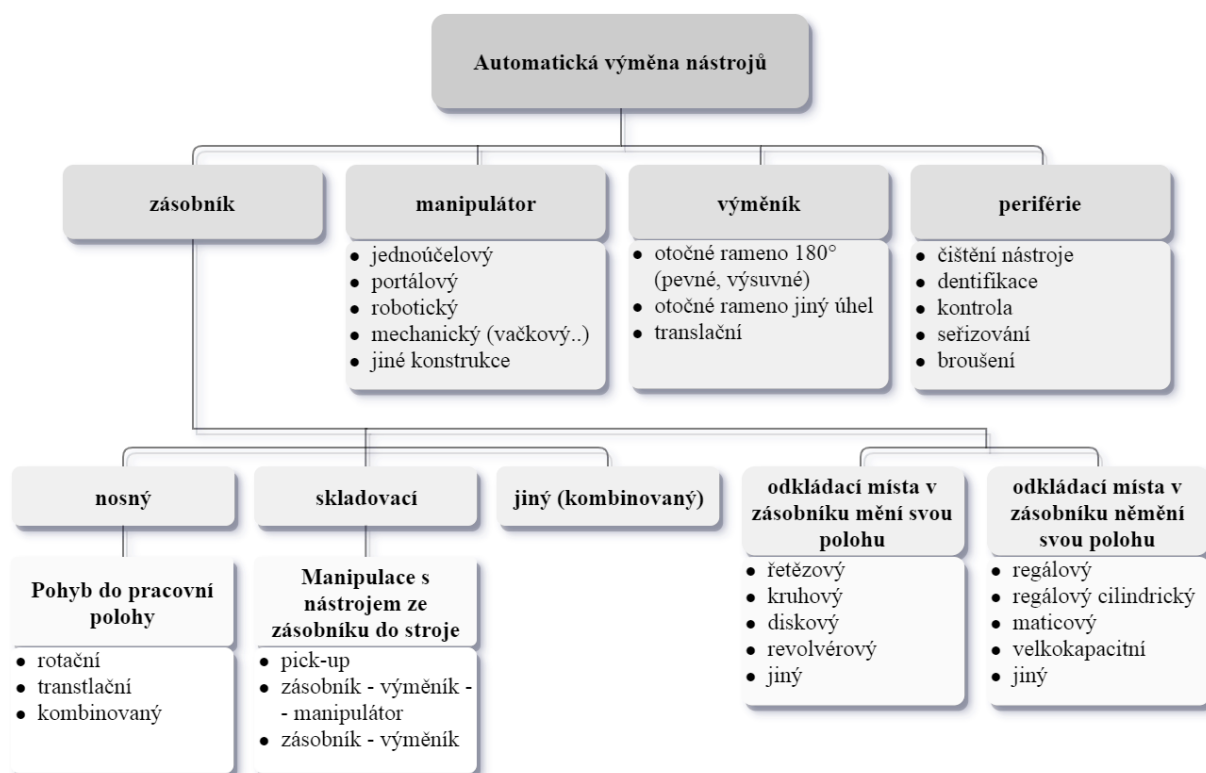 Automatická výměna nástrojů
zásobník
manipulátor
● jednoúčelový
● portálový
● robotický
● mechanický (vačkový..)
● jiné konstrukce
výměník
● otočné rameno 180°
(pevné, výsuvné)
● otočné rameno jiný úhel
● translační
periférie
● čištění nástroje
● dentifikace
● kontrola
● seřizování
● broušení
nosný
Pohyb do pracovní
polohy
● rotační
● transtlační
● kombinovaný
skladovací
Manipulace s
nástrojem ze
zásobníku do stroje
● pick-up
● zásobník - výměník -
- manipulátor
● zásobník - výměník
jiný (kombinovaný)
odkládací místa v
zásobníku mění svou
polohu
● řetězový
● kruhový
● diskový
● revolvérový
● jiný
odkládací místa v
zásobníku němění
svou polohu
● regálový
● regálový cilindrický
● maticový
● velkokapacitní
● jiný